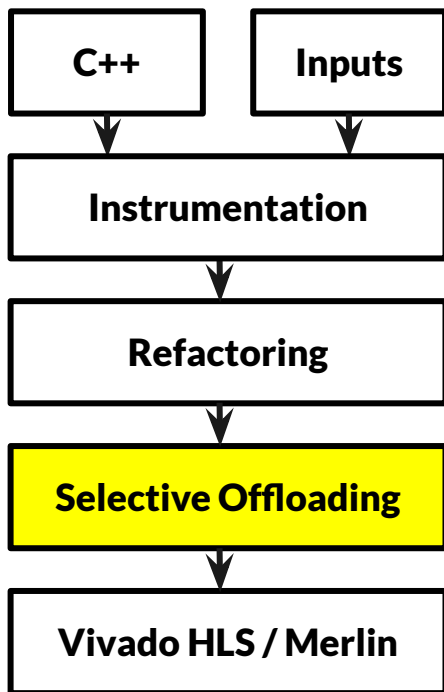 C++
Inputs
Instrumentation
Refactoring
Selective Offloading
Vivado HLS / Merlin